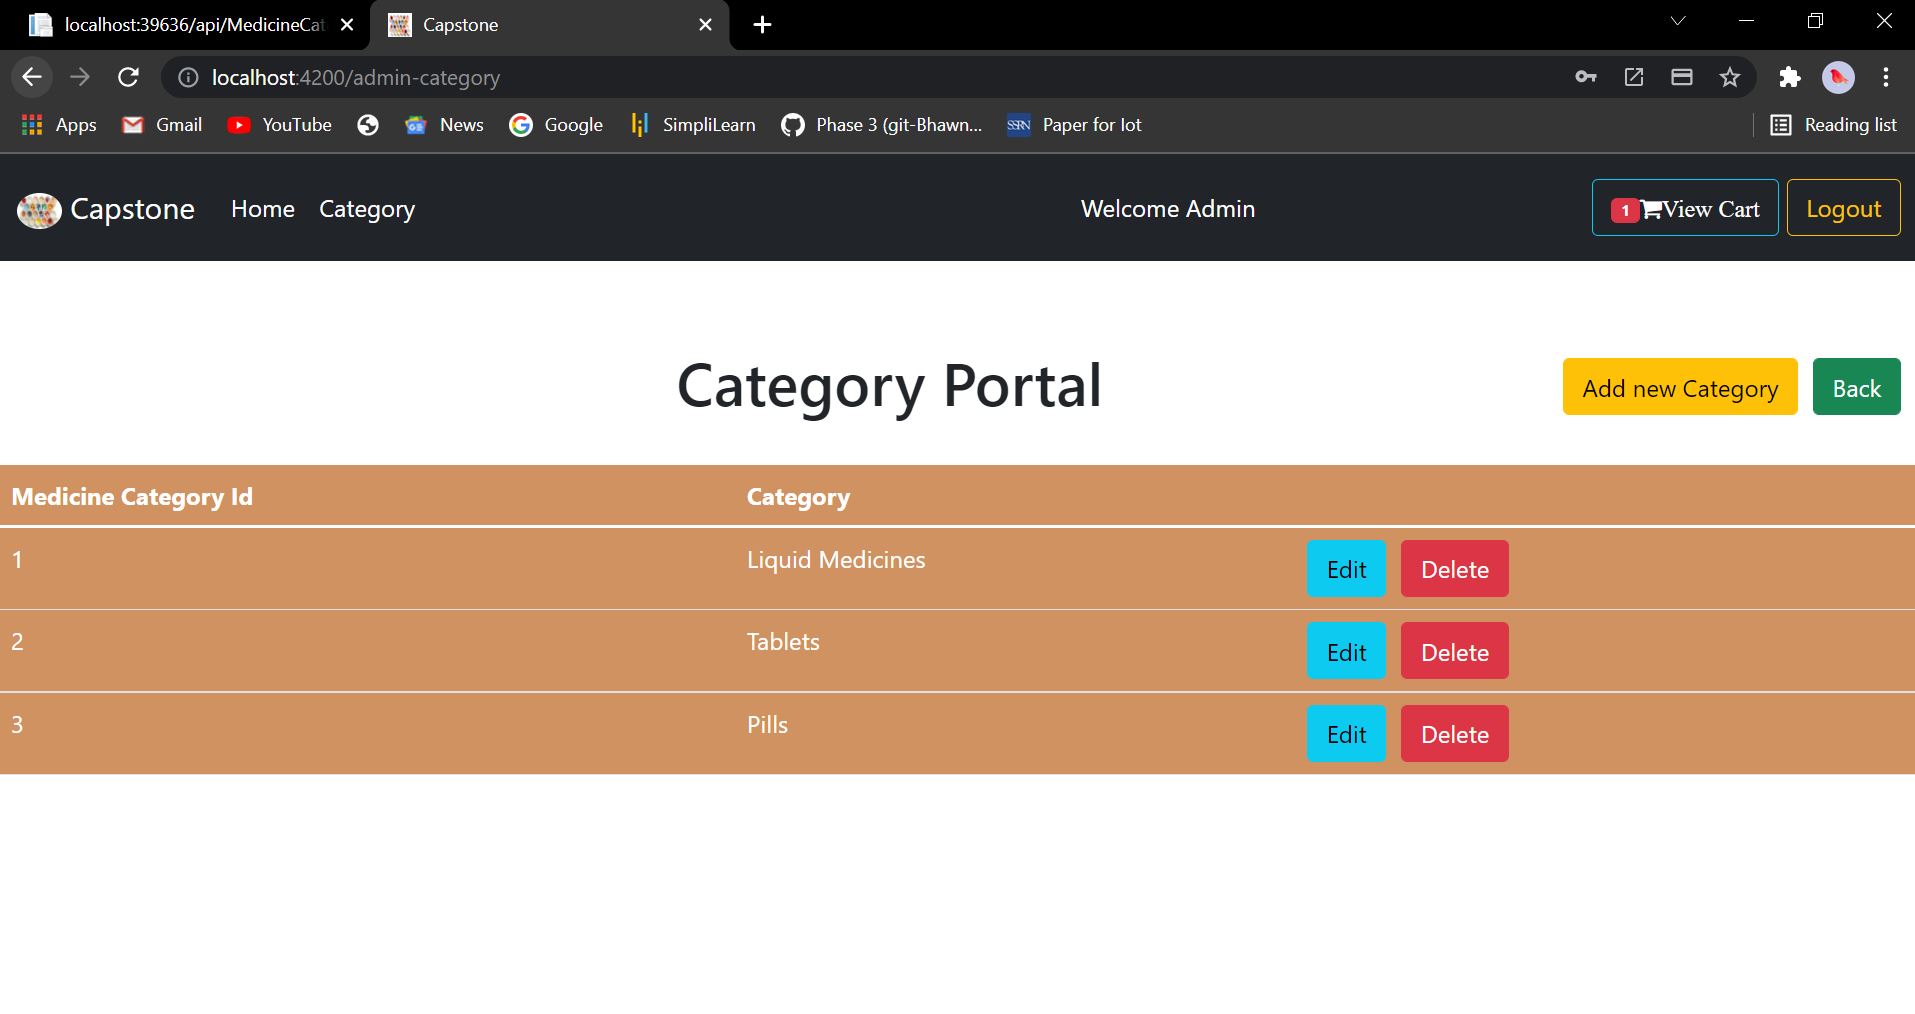 localhost:39636/api/MedicineCat
Capstone
localhost:4200/admin-category
Apps
Gmail
YouTube
News
Google
SimpliLearn
Phase 3 (git-Bhawn...
SSRN
Paper for Iot
Reading list
Capstone
Home
Category
Welcome Admin
1
View Cart
Logout
Category Portal
Add new Category
Back
Medicine Category Id
Category
1
Liquid Medicines
Edit
Delete
2
Tablets
Edit
Delete
3
Pills
Edit
Delete